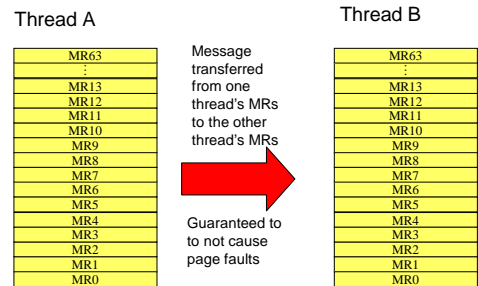 Thread A
MR63
⋮
MR13
MR12
MR11
MR10
MR9
MR8
MR7
MR6
MR5
MR4
MR3
MR2
MR1
MR0
Message
transferred
from one
thread's MRs
to the other
thread's MRs
Guaranteed to
to not cause
page faults
Thread B
MR63
⋮
MR13
MR12
MR11
MR10
MR9
MR8
MR7
MR6
MR5
MR4
MR3
MR2
MR1
MR0